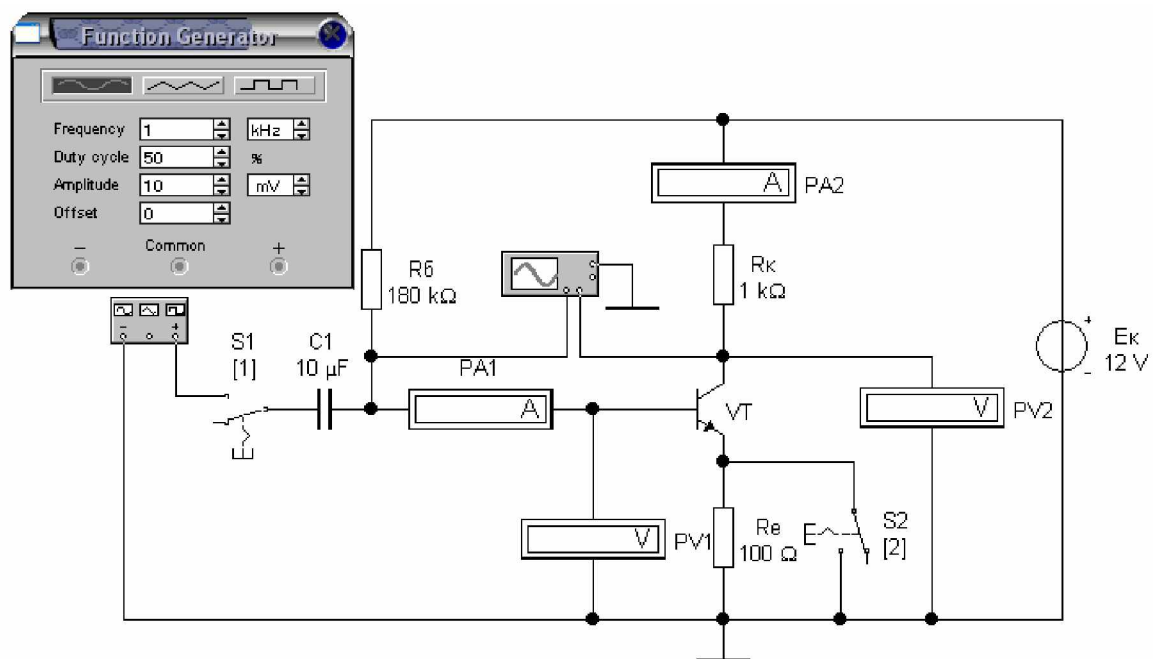 Function Generator
Frequency 1 kHz
Duty cycle 50 %
Amplitude 10 mV
Offset 0
− Common +
− +
S1
[1]
C1
10 µF
Rб
180 kΩ
PA1
A
A PA2
Rк
1 kΩ
VT
V PV1
Re
100 Ω
S2
[2]
V PV2
+
Eк
12 V
-